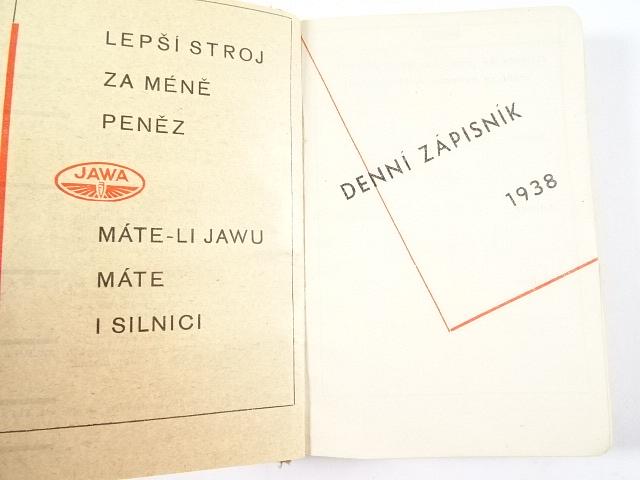 LEPŠÍ STROJ
ZA MÉNĚ
PENĚZ
JAWA
MÁTE-LI JAWU
MÁTE
I SILNICI
DENNÍ ZÁPISNÍK
1938